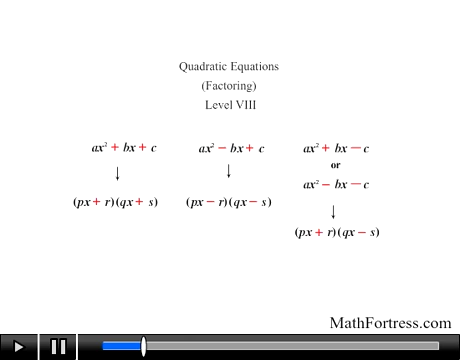 Quadratic Equations
(Factoring)
Level VIII
ax² + bx + c
↓
(px + r)(qx + s)
ax² − bx + c
↓
(px − r)(qx − s)
ax² + bx − c
or
ax² − bx − c
↓
(px + r)(qx − s)
MathFortress.com